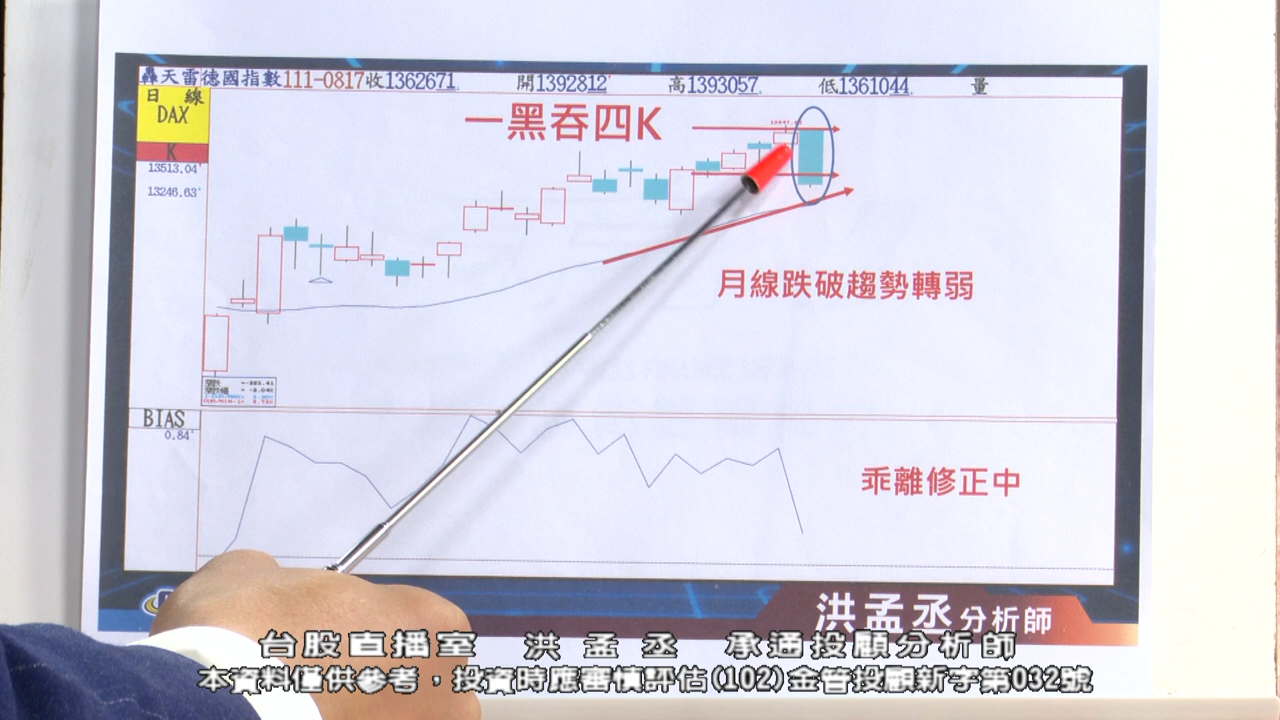 轟天雷德國指數111-0817收1362671 開1392812 高1393057 低1361044 量
日 線
DAX
K
13513.04
13246.63
一黑吞四K
月線跌破趨勢轉弱
BIAS
0.84
乖離修正中
洪孟丞分析師
台股直播室 洪孟丞 承通投顧分析師
本資料僅供參考,投資時應審慎評估(102)金管投顧新字第032號